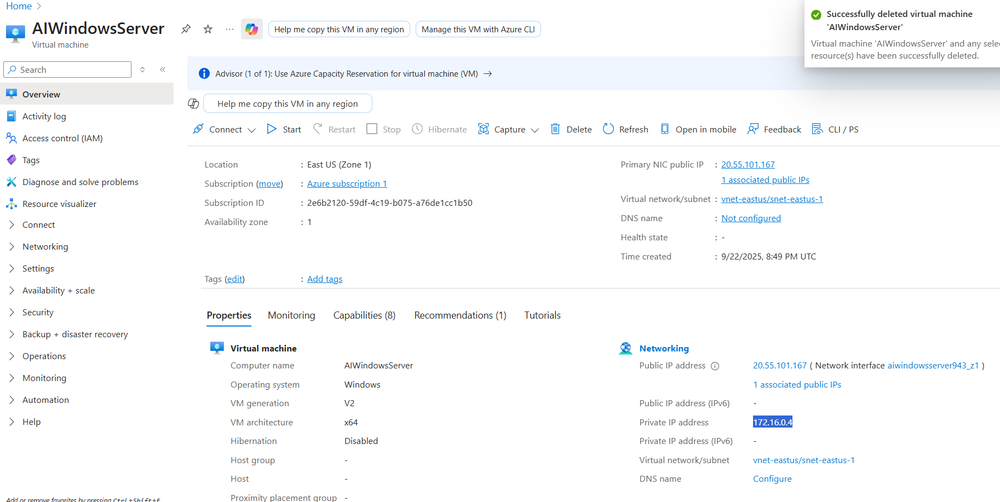 Home
AIWindowsServer
Virtual machine
Help me copy this VM in any region
Manage this VM with Azure CLI
Successfully deleted virtual machine
'AIWindowsServer'
Virtual machine 'AIWindowsServer' and any sele
resource(s) have been successfully deleted.
Search
Overview
Activity log
Access control (IAM)
Tags
Diagnose and solve problems
Resource visualizer
Connect
Networking
Settings
Availability + scale
Security
Backup + disaster recovery
Operations
Monitoring
Automation
Help
Add or remove favorites by pressing Ctrl+Shift+F
Advisor (1 of 1): Use Azure Capacity Reservation for virtual machine (VM) →
Help me copy this VM in any region
Connect Start Restart Stop Hibernate Capture Delete Refresh Open in mobile Feedback CLI / PS
Location : East US (Zone 1)
Subscription (move) : Azure subscription 1
Subscription ID : 2e6b2120-59df-4c19-b075-a76de1cc1b50
Availability zone : 1
Primary NIC public IP : 20.55.101.167
1 associated public IPs
Virtual network/subnet : vnet-eastus/snet-eastus-1
DNS name : Not configured
Health state : -
Time created : 9/22/2025, 8:49 PM UTC
Tags (edit) : Add tags
Properties Monitoring Capabilities (8) Recommendations (1) Tutorials
Virtual machine
Computer name AIWindowsServer
Operating system Windows
VM generation V2
VM architecture x64
Hibernation Disabled
Host group -
Host -
Proximity placement group -
Networking
Public IP address 20.55.101.167 ( Network interface aiwindowsserver943_z1 )
1 associated public IPs
Public IP address (IPv6) -
Private IP address 172.16.0.4
Private IP address (IPv6) -
Virtual network/subnet vnet-eastus/snet-eastus-1
DNS name Configure